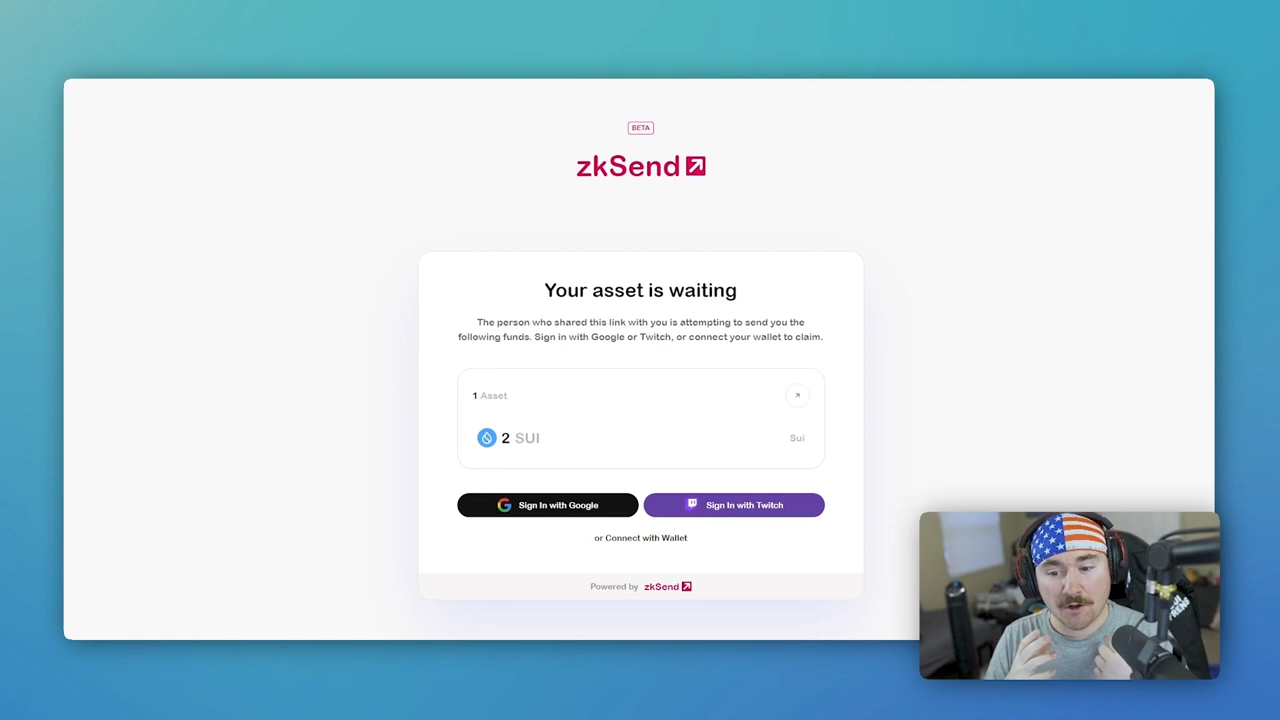 BETA
zkSend
Your asset is waiting
The person who shared this link with you is attempting to send you the
following funds. Sign in with Google or Twitch, or connect your wallet to claim.
1 Asset
2 SUI
Sui
Sign In with Google
Sign In with Twitch
or Connect with Wallet
Powered by zkSend